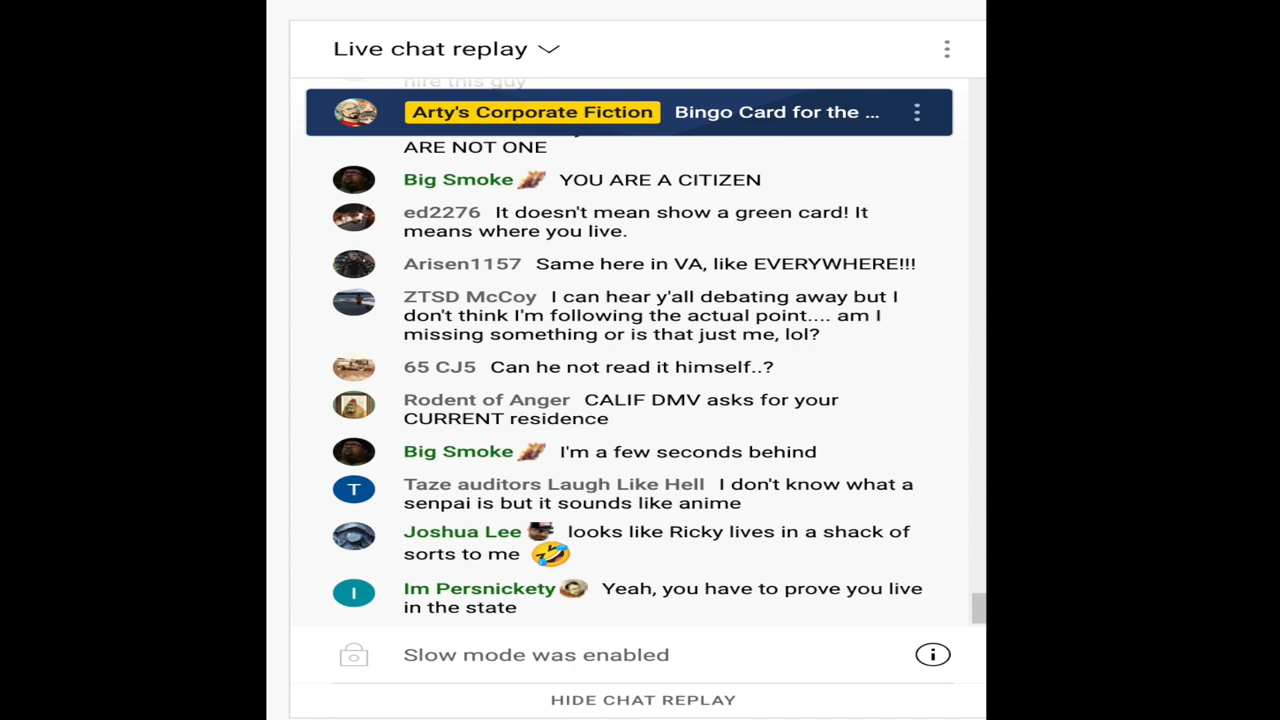 Live chat replay
hire this guy
Arty's Corporate Fiction Bingo Card for the ...
ARE NOT ONE
Big Smoke YOU ARE A CITIZEN
ed2276 It doesn't mean show a green card! It
means where you live.
Arisen1157 Same here in VA, like EVERYWHERE!!!
ZTSD McCoy I can hear y'all debating away but I
don't think I'm following the actual point.... am I
missing something or is that just me, lol?
65 CJ5 Can he not read it himself..?
Rodent of Anger CALIF DMV asks for your
CURRENT residence
Big Smoke I'm a few seconds behind
T Taze auditors Laugh Like Hell I don't know what a
senpai is but it sounds like anime
Joshua Lee looks like Ricky lives in a shack of
sorts to me
I Im Persnickety Yeah, you have to prove you live
in the state
Slow mode was enabled
HIDE CHAT REPLAY